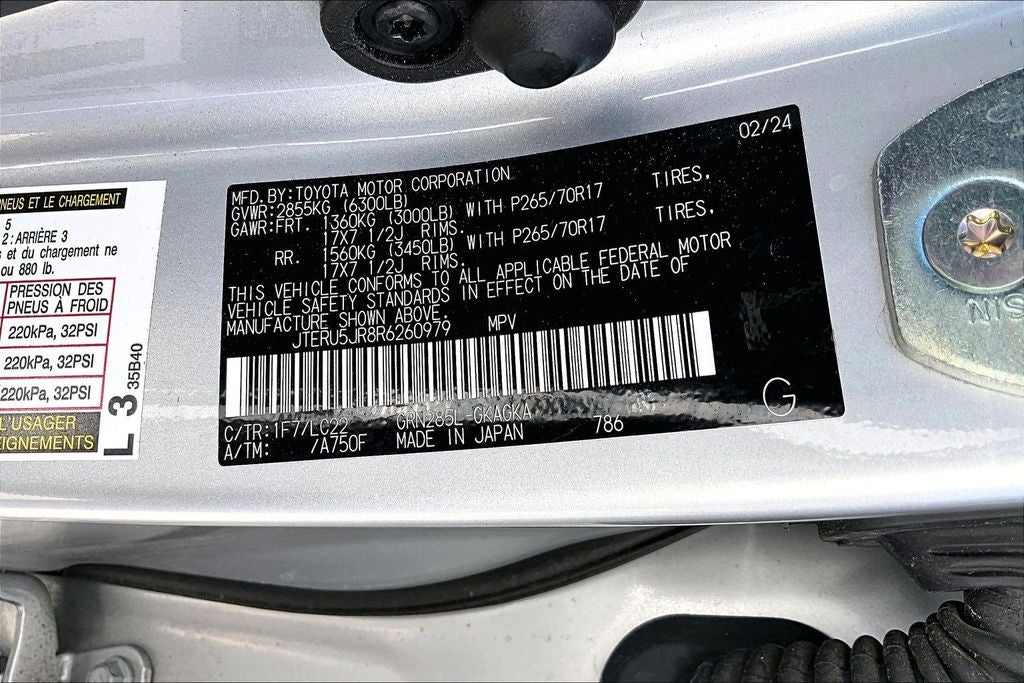 PNEUS ET LE CHARGEMENT
5
2 : ARRIÈRE 3
s et du chargement ne
ou 880 lb.
PRESSION DES
PNEUS À FROID
220kPa, 32PSI
220kPa, 32PSI
220kPa, 32PSI
L'USAGER
EIGNEMENTS
L 3 35B40
02/24
MFD. BY:TOYOTA MOTOR CORPORATION
GVWR:2855KG (6300LB)
GAWR:FRT. 1360KG (3000LB) WITH P265/70R17 TIRES,
17X7 1/2J RIMS.
RR. 1560KG (3450LB) WITH P265/70R17 TIRES,
17X7 1/2J RIMS.
THIS VEHICLE CONFORMS TO ALL APPLICABLE FEDERAL MOTOR
VEHICLE SAFETY STANDARDS IN EFFECT ON THE DATE OF
MANUFACTURE SHOWN ABOVE.
JTERU5JR8R6260979 MPV
C/TR:1F7/LC22 GRN285L-GKAGKA 786
A/TM: /A750F MADE IN JAPAN
G
NIS